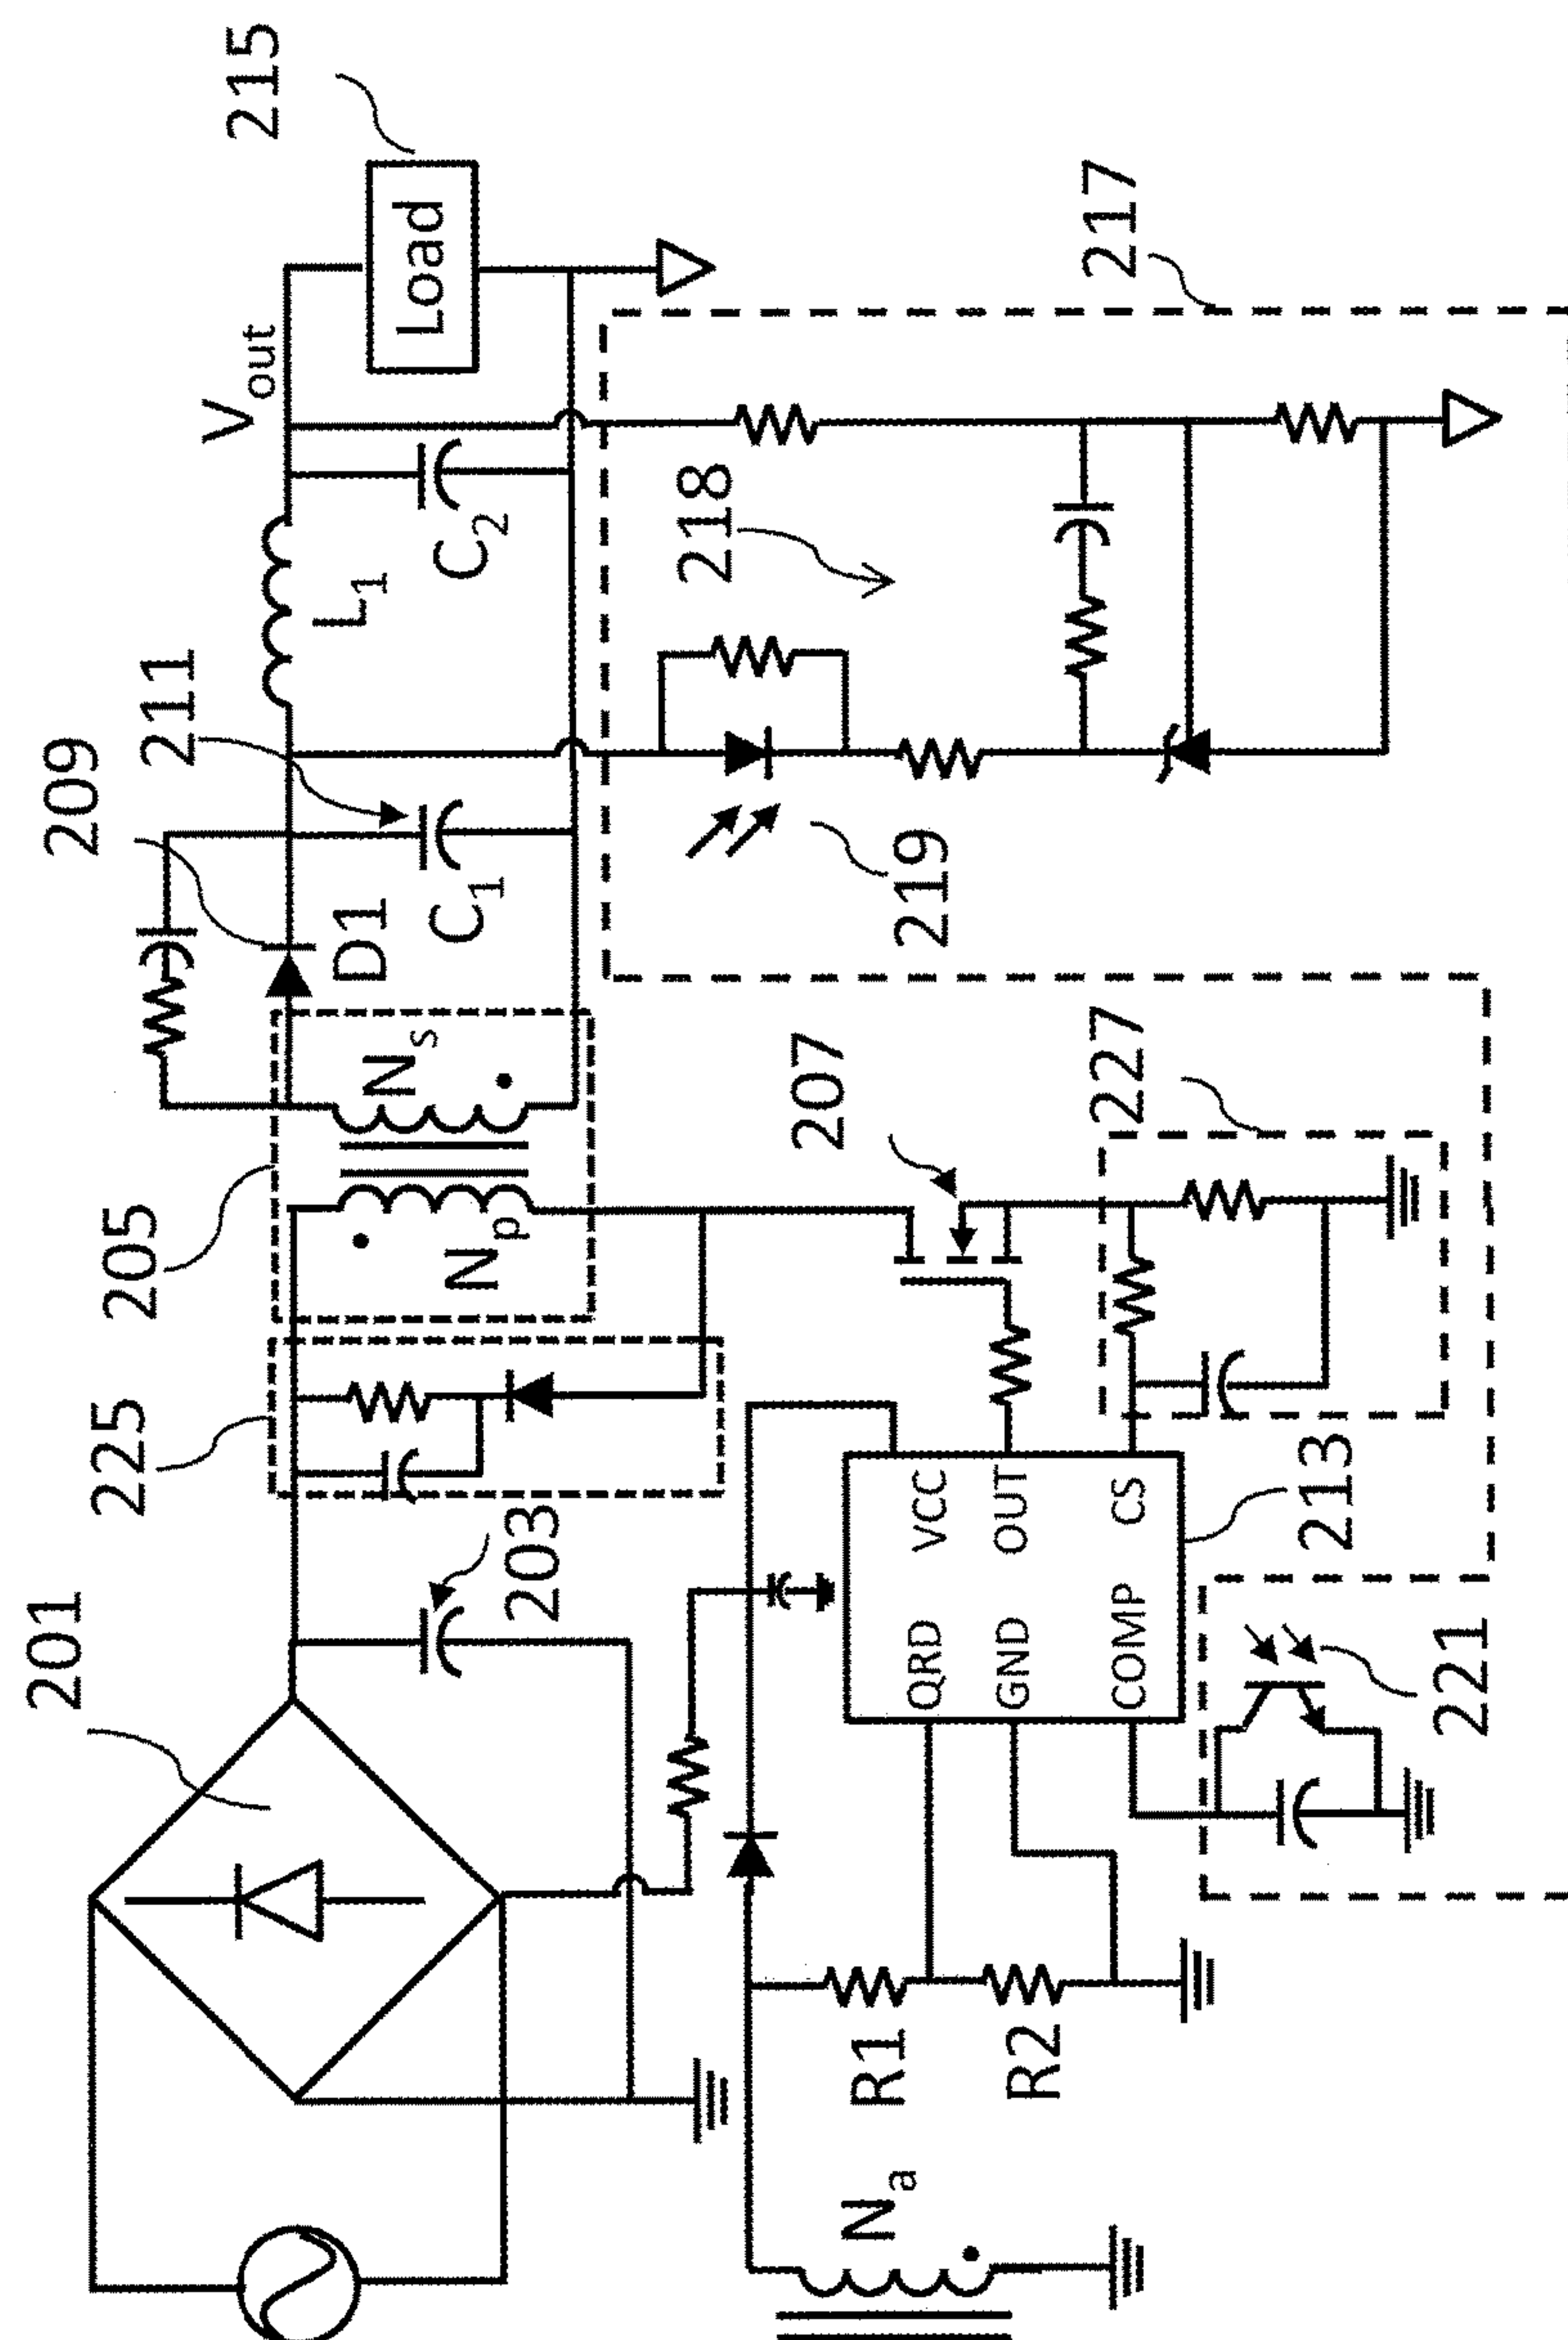 201
225
205
209
211
215
Vout
L1
D1
Ns
Np
C1
C2
Load
203
218
219
207
217
227
VCC
OUT
CS
QRD
GND
COMP
213
221
R1
R2
Na